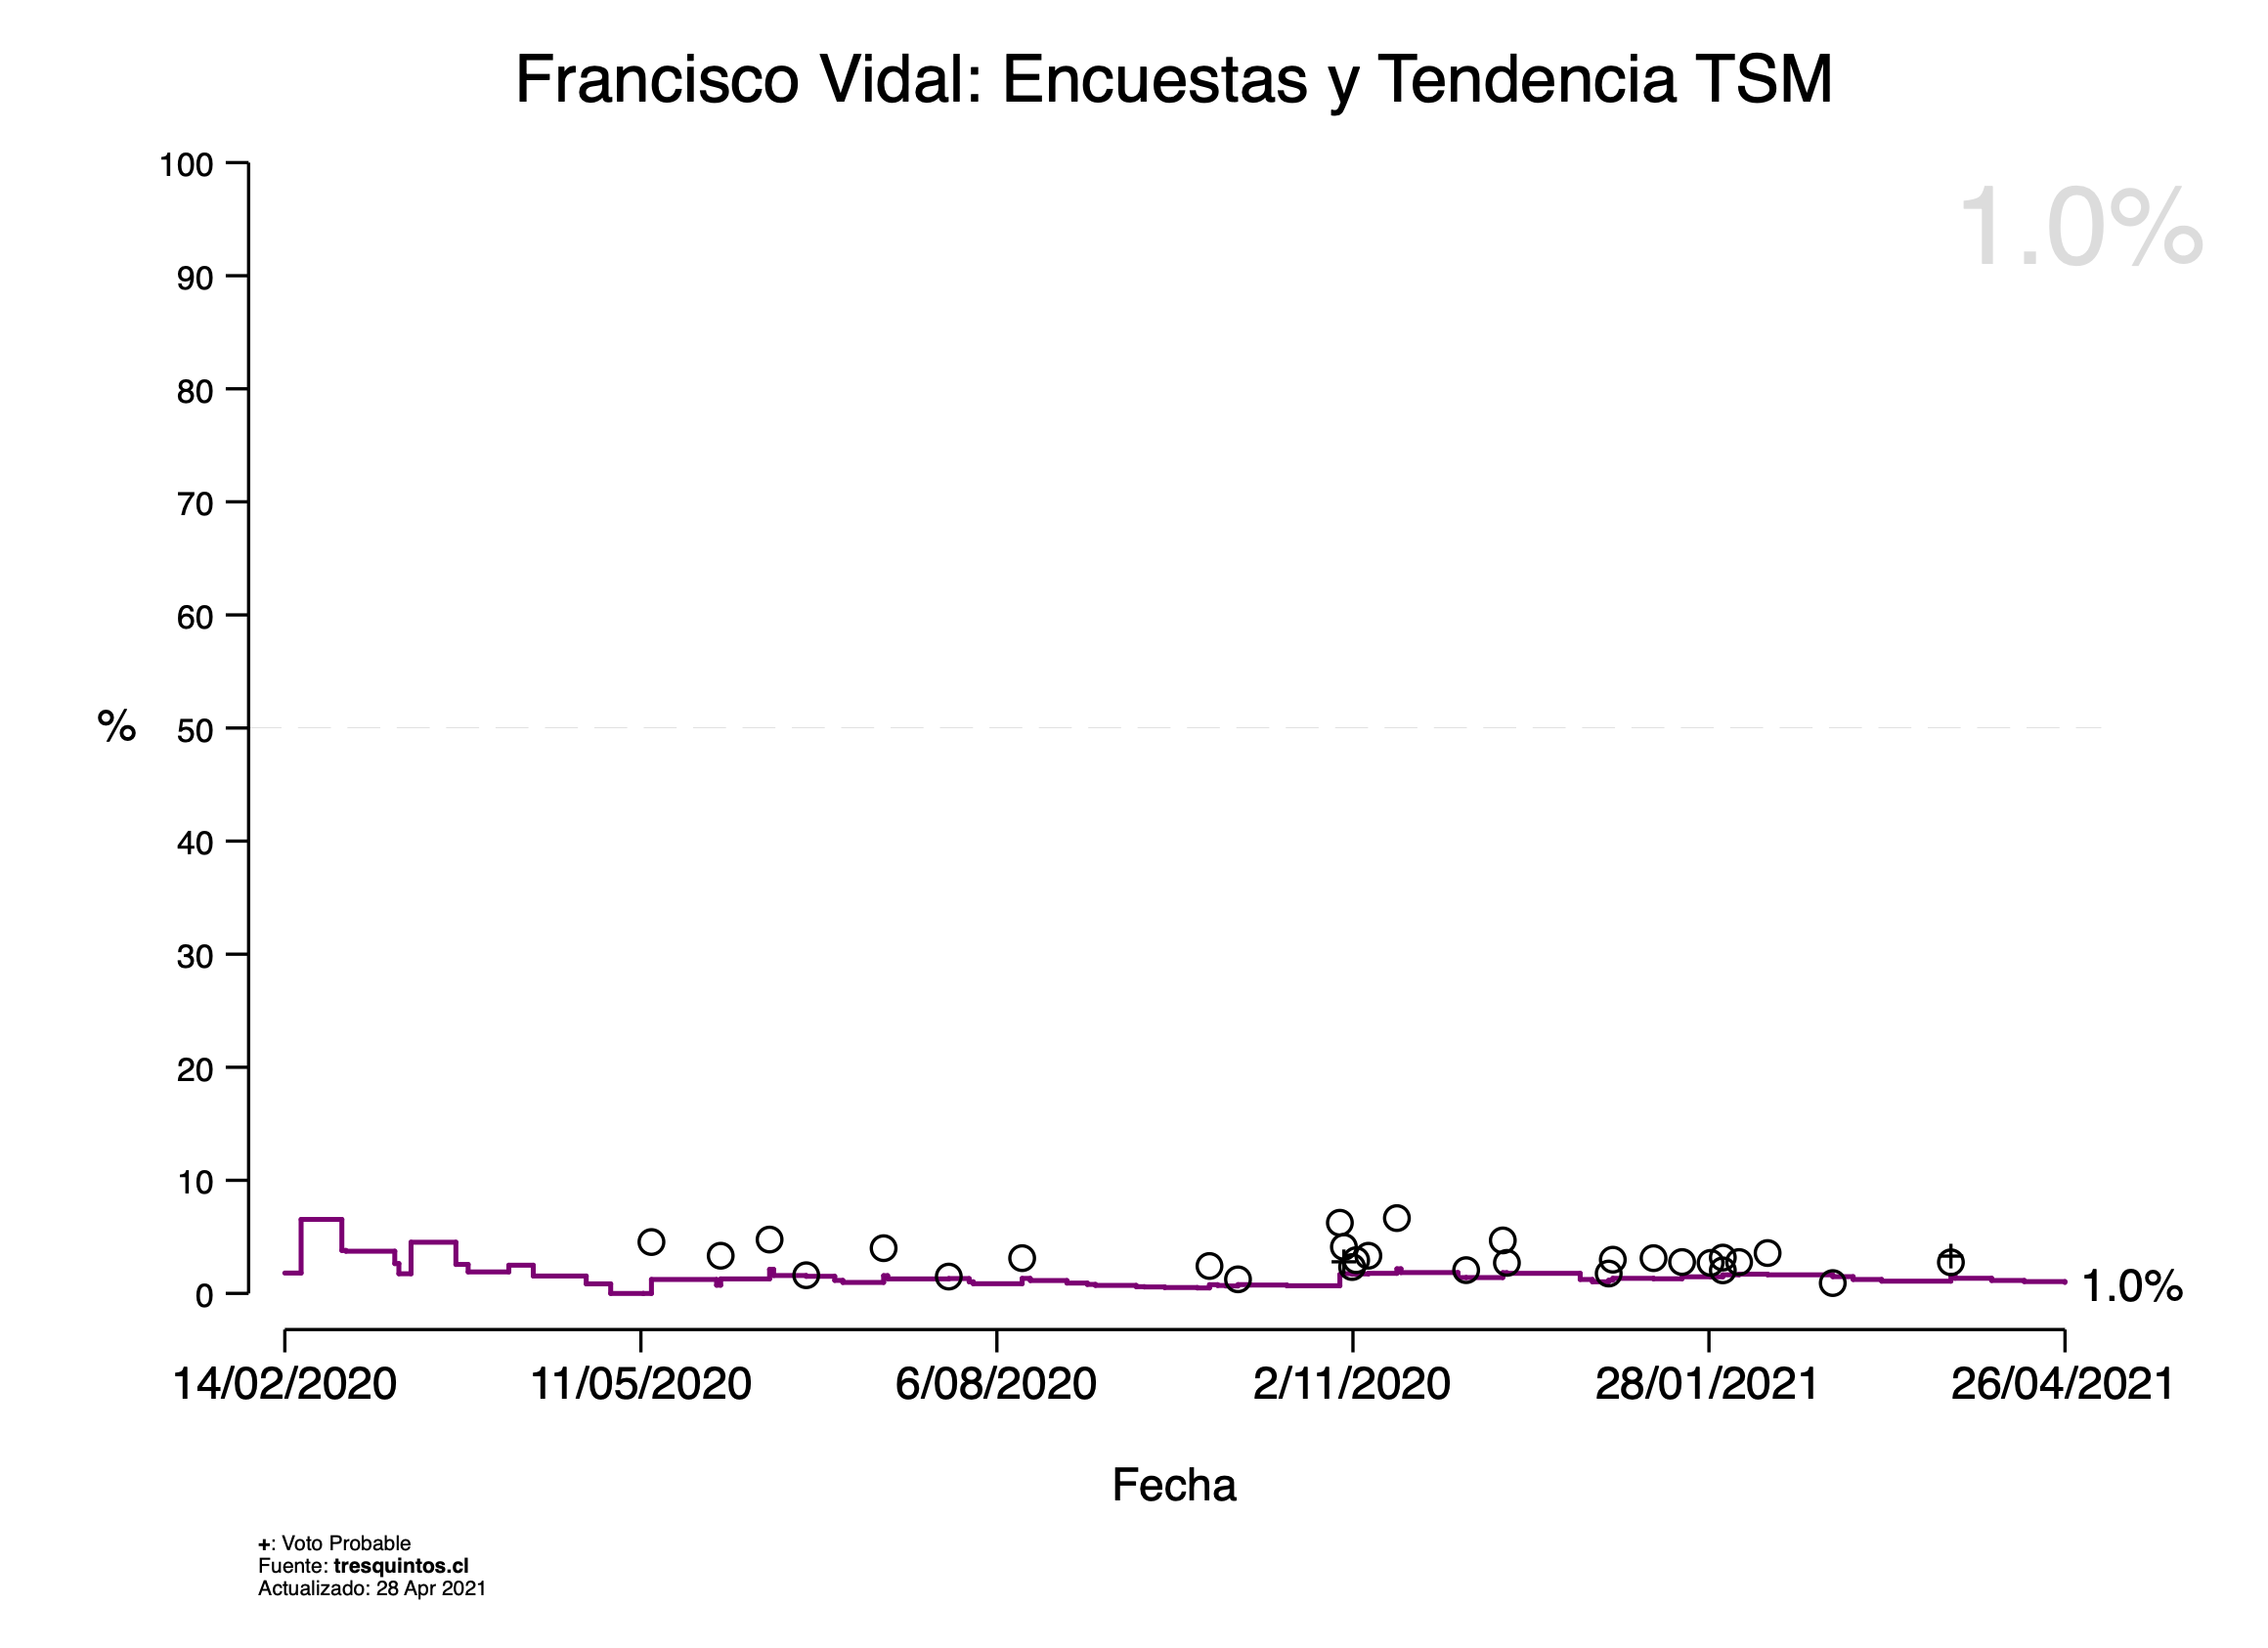 Francisco Vidal: Encuestas y Tendencia TSM
1.0%
100
90
80
70
60
%
50
40
30
20
10
0
1.0%
14/02/2020 11/05/2020 6/08/2020 2/11/2020 28/01/2021 26/04/2021
Fecha
+: Voto Probable
Fuente: tresquintos.cl
Actualizado: 28 Apr 2021